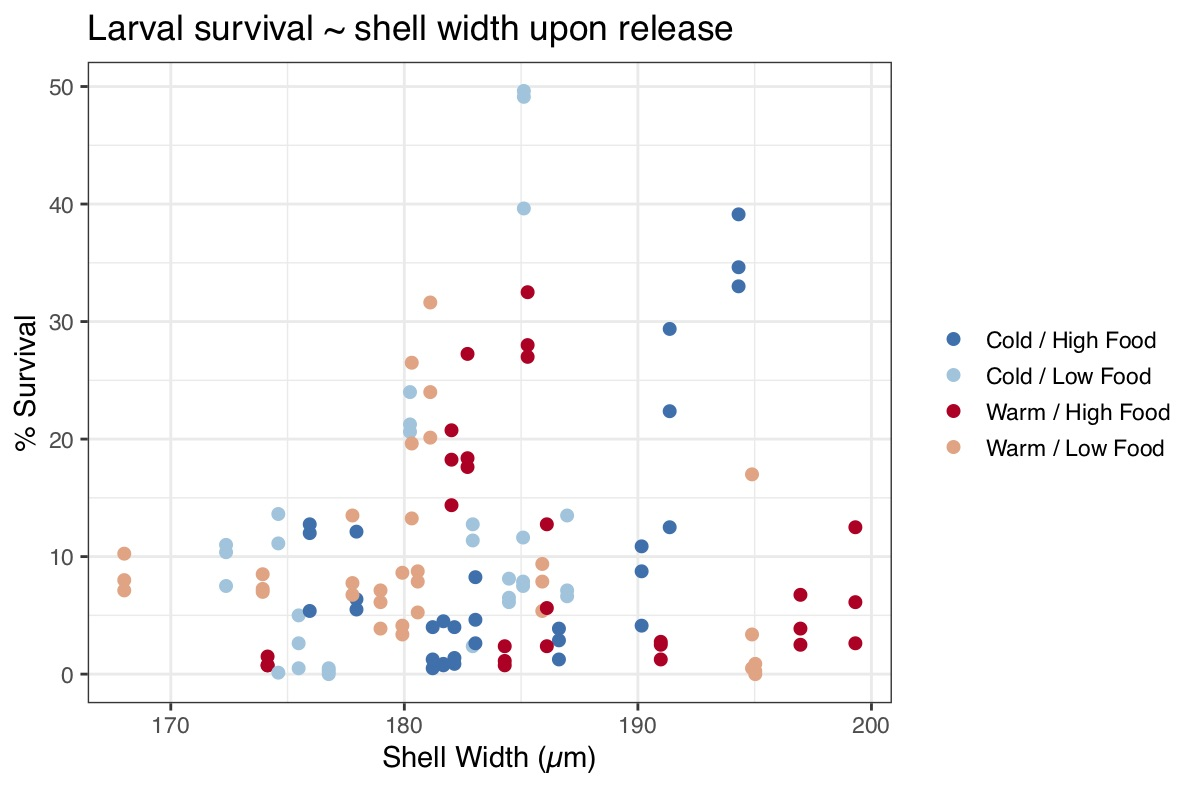 Larval survival ~ shell width upon release
% Survival
50
40
30
20
10
0
170 180 190 200
Shell Width (µm)
Cold / High Food
Cold / Low Food
Warm / High Food
Warm / Low Food